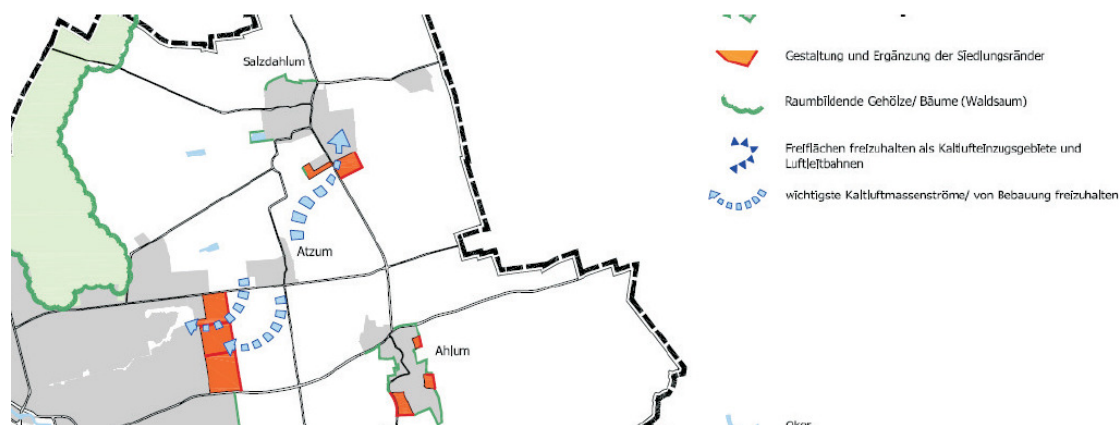 Salzdahlum
Atzum
Ahlum
Gestaltung und Ergänzung der Siedlungsränder
Raumbildende Gehölze/ Bäume (Waldsaum)
Freiflächen freizuhalten als Kaltlufteinzugsgebiete und
Luftleitbahnen
wichtigste Kaltluftmassenströme/ von Bebauung freizuhalten